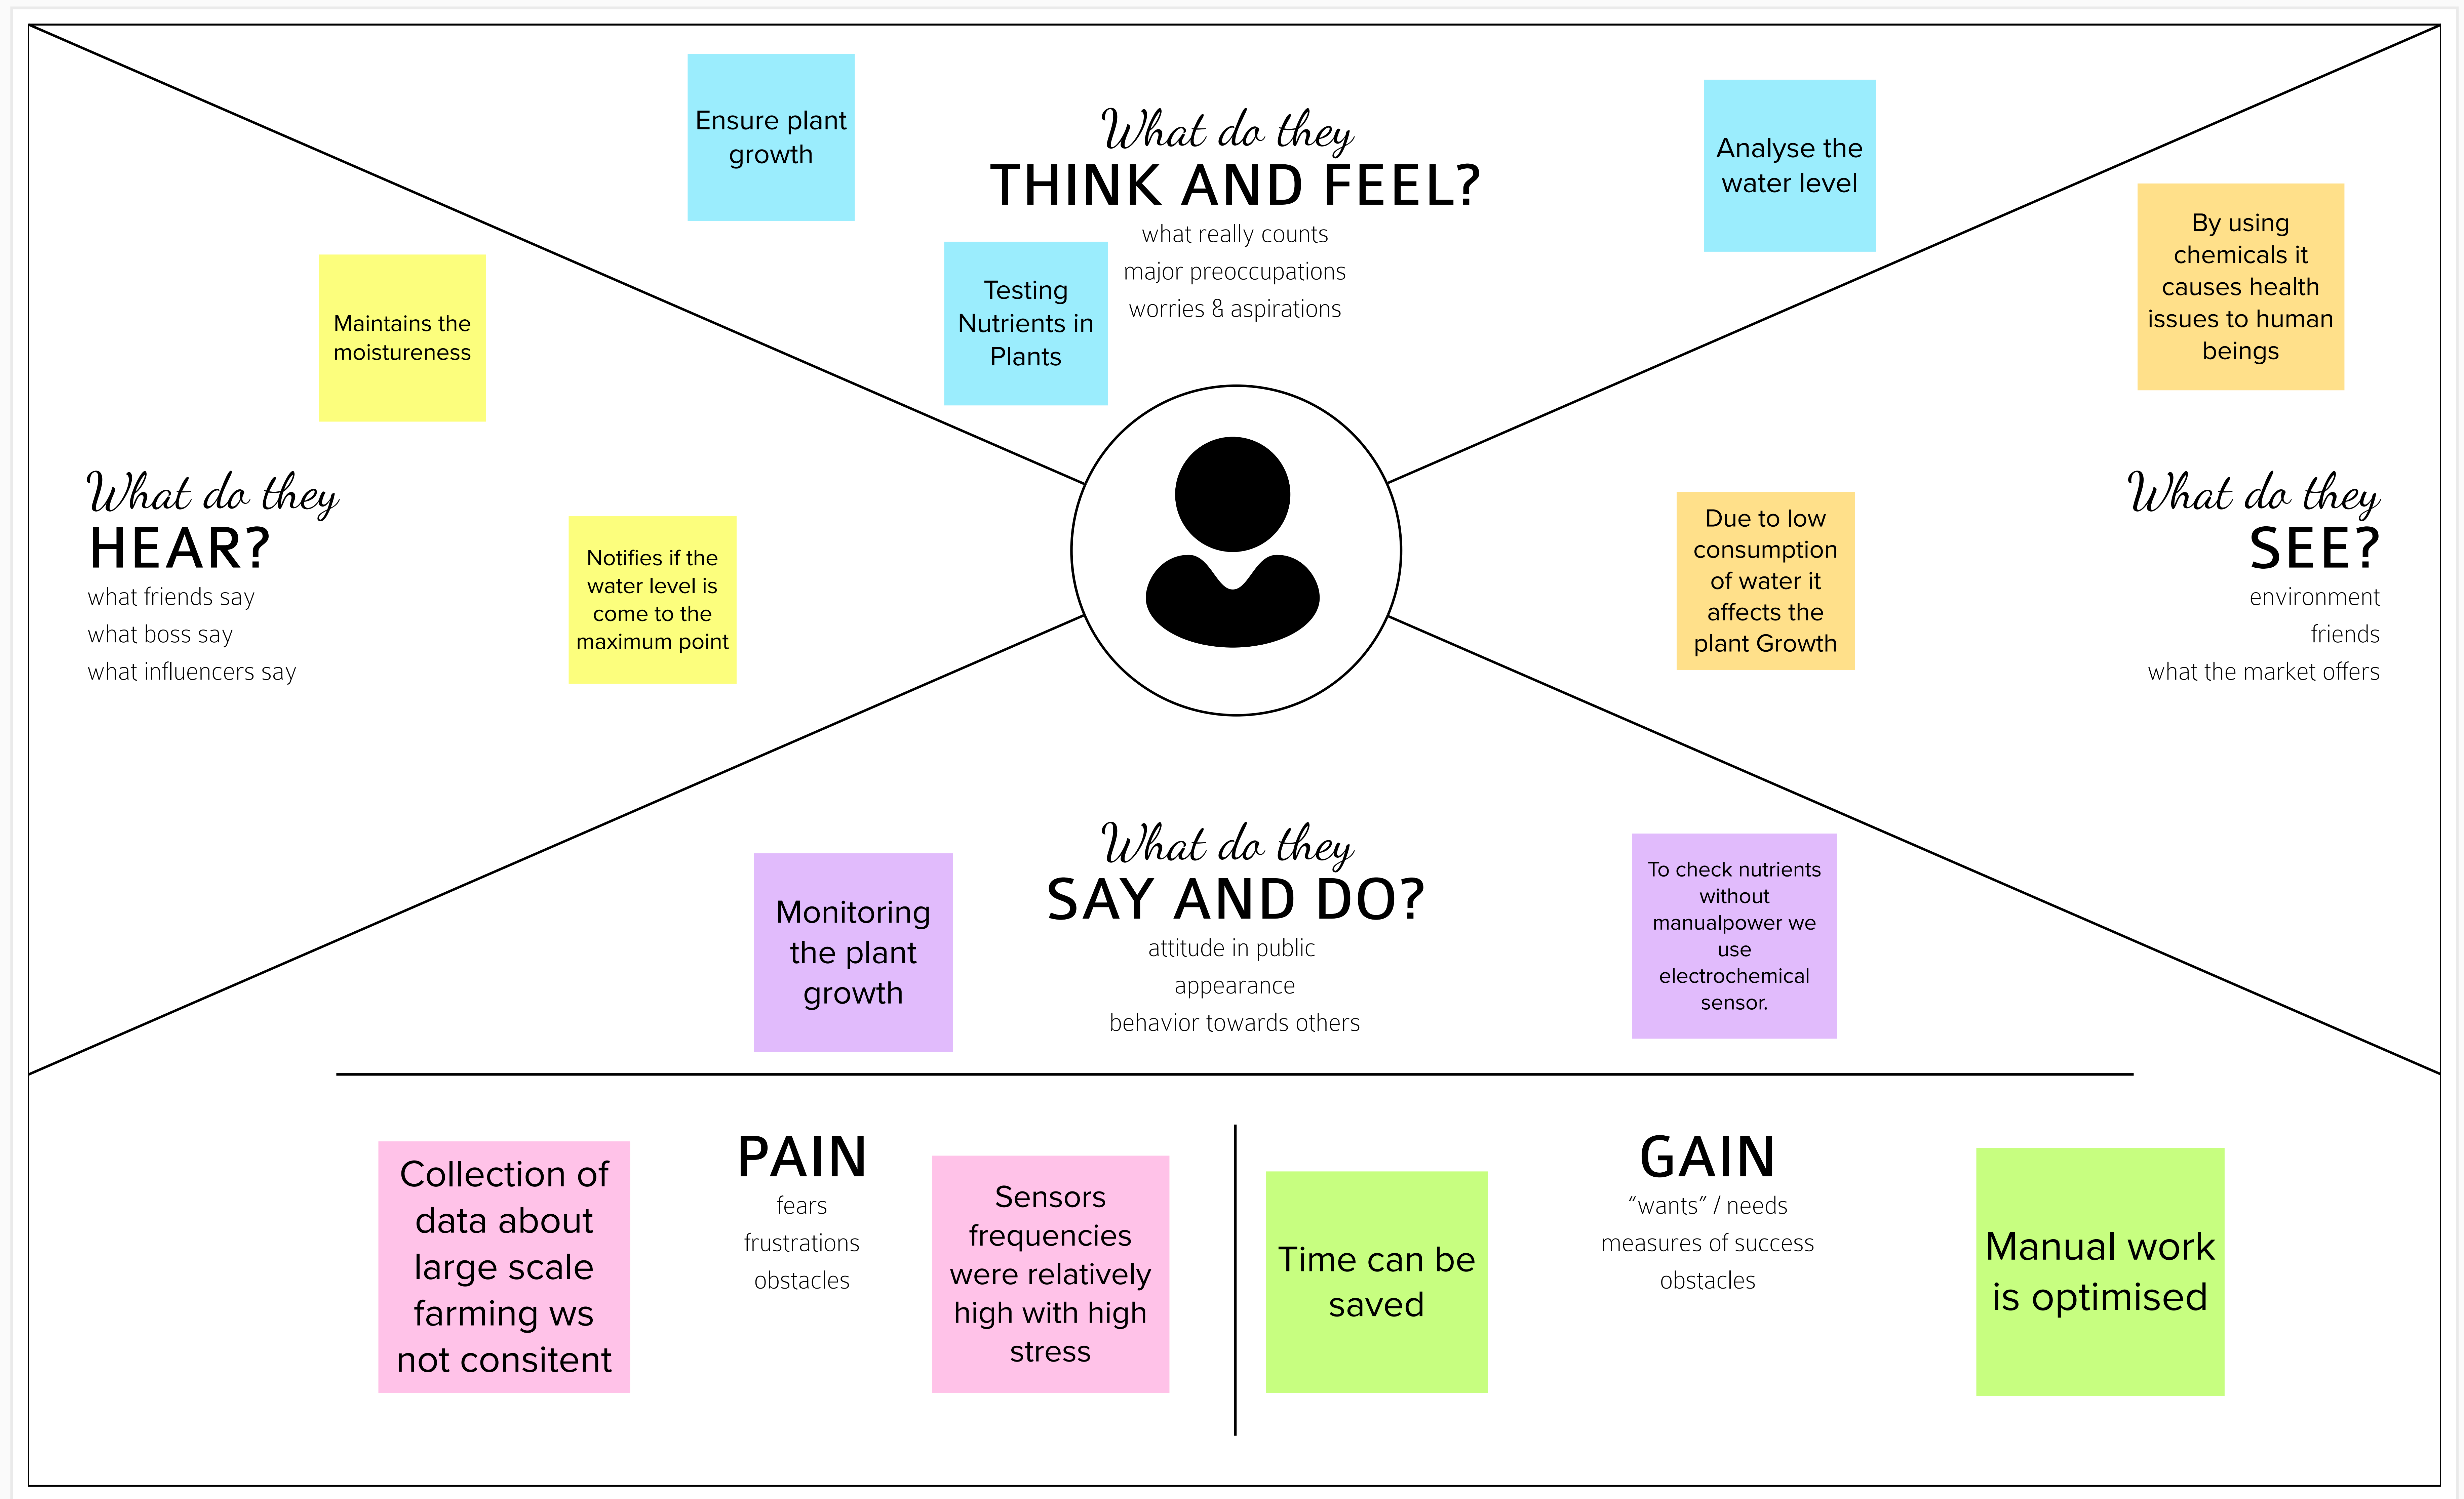 Ensure plant
growth
What do they
THINK AND FEEL?
what really counts
major preoccupations
worries & aspirations
Testing
Nutrients in
Plants
Analyse the
water level
Maintains the
moistureness
What do they
HEAR?
what friends say
what boss say
what influencers say
Notifies if the
water level is
come to the
maximum point
By using
chemicals it
causes health
issues to human
beings
Due to low
consumption
of water it
affects the
plant Growth
What do they
SEE?
environment
friends
what the market offers
Monitoring
the plant
growth
What do they
SAY AND DO?
attitude in public
appearance
behavior towards others
To check nutrients
without
manualpower we
use
electrochemical
sensor.
Collection of
data about
large scale
farming ws
not consitent
PAIN
fears
frustrations
obstacles
Sensors
frequencies
were relatively
high with high
stress
Time can be
saved
GAIN
“wants” / needs
measures of success
obstacles
Manual work
is optimised